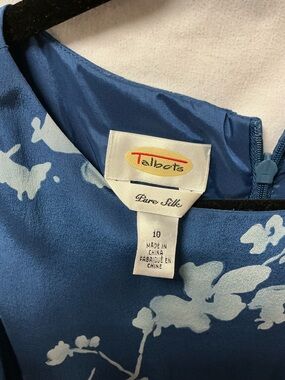 Talbots
Pure Silk
10
MADE IN
CHINA
FABRIQUÉ EN
CHINE